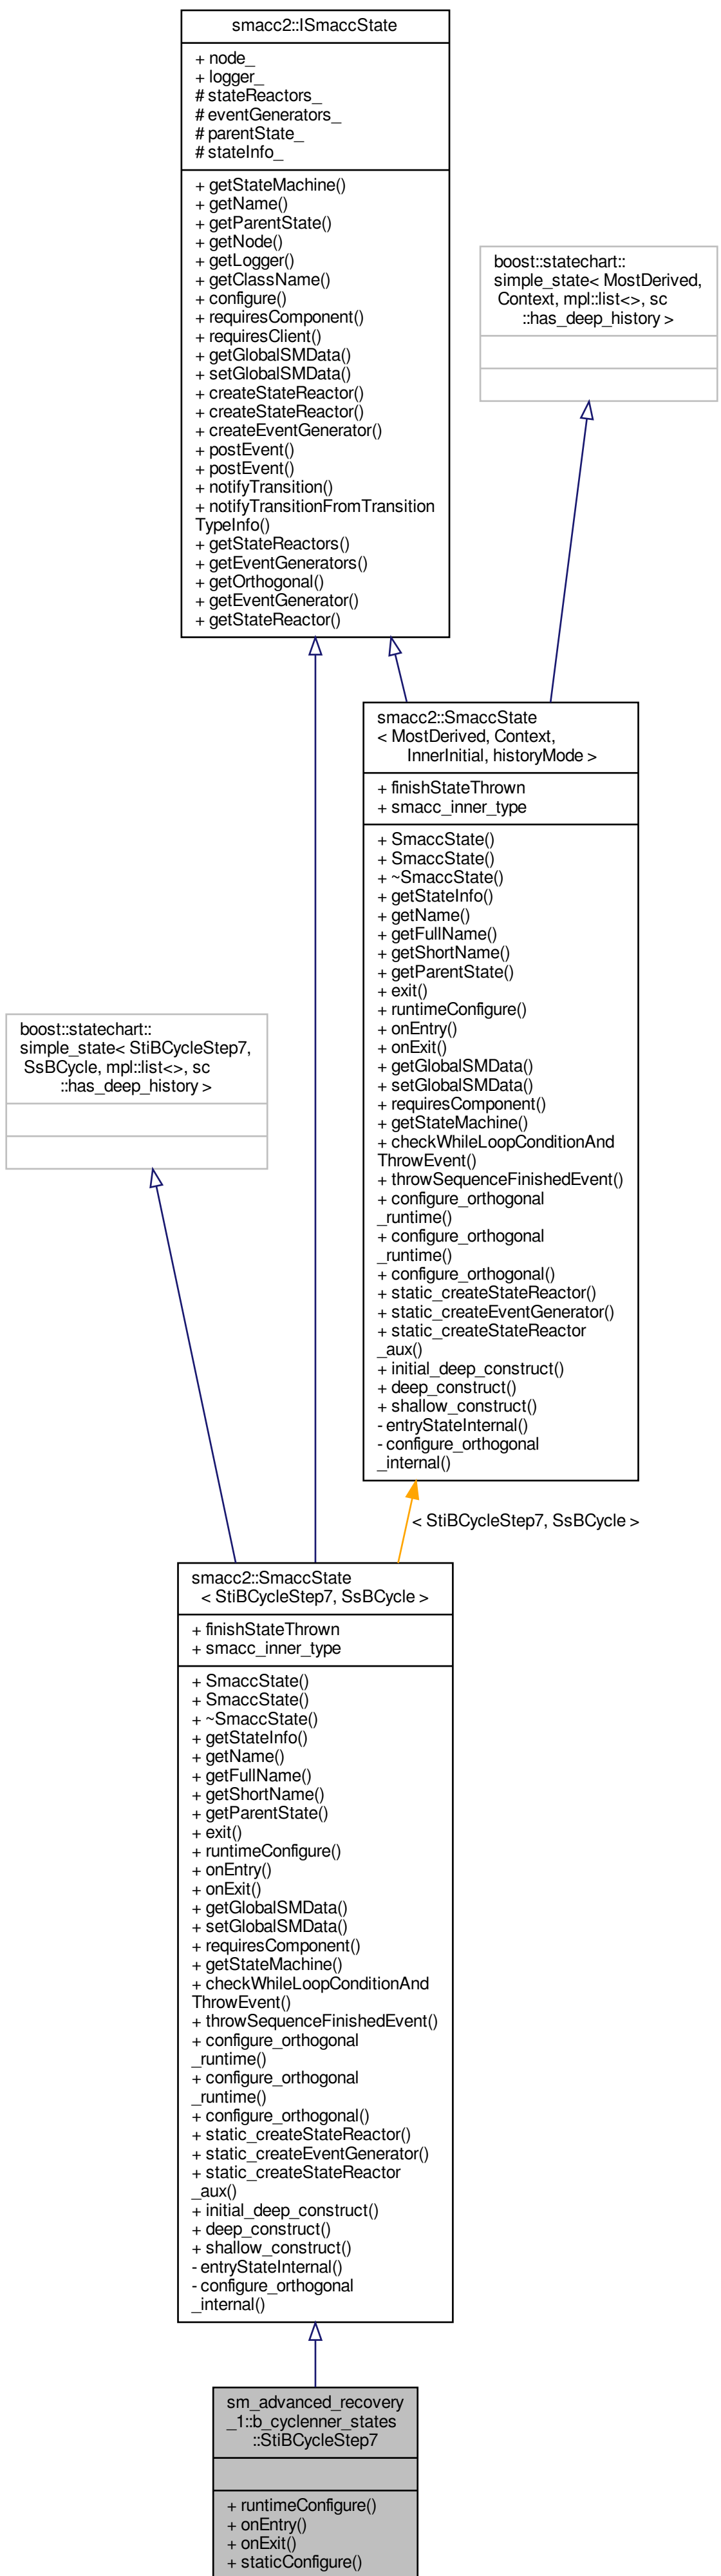 smacc2::ISmaccState
+ node_
+ logger_
# stateReactors_
# eventGenerators_
# parentState_
# stateInfo_
+ getStateMachine()
+ getName()
+ getParentState()
+ getNode()
+ getLogger()
+ getClassName()
+ configure()
+ requiresComponent()
+ requiresClient()
+ getGlobalSMData()
+ setGlobalSMData()
+ createStateReactor()
+ createStateReactor()
+ createEventGenerator()
+ postEvent()
+ postEvent()
+ notifyTransition()
+ notifyTransitionFromTransition
TypeInfo()
+ getStateReactors()
+ getEventGenerators()
+ getOrthogonal()
+ getEventGenerator()
+ getStateReactor()
boost::statechart::
simple_state< MostDerived,
Context, mpl::list<>, sc
::has_deep_history >
smacc2::SmaccState
< MostDerived, Context,
InnerInitial, historyMode >
+ finishStateThrown
+ smacc_inner_type
+ SmaccState()
+ SmaccState()
+ ~SmaccState()
+ getStateInfo()
+ getName()
+ getFullName()
+ getShortName()
+ getParentState()
+ exit()
+ runtimeConfigure()
+ onEntry()
+ onExit()
+ getGlobalSMData()
+ setGlobalSMData()
+ requiresComponent()
+ getStateMachine()
+ checkWhileLoopConditionAnd
ThrowEvent()
+ throwSequenceFinishedEvent()
+ configure_orthogonal
_runtime()
+ configure_orthogonal
_runtime()
+ configure_orthogonal()
+ static_createStateReactor()
+ static_createEventGenerator()
+ static_createStateReactor
_aux()
+ initial_deep_construct()
+ deep_construct()
+ shallow_construct()
- entryStateInternal()
- configure_orthogonal
_internal()
boost::statechart::
simple_state< StiBCycleStep7,
SsBCycle, mpl::list<>, sc
::has_deep_history >
< StiBCycleStep7, SsBCycle >
smacc2::SmaccState
< StiBCycleStep7, SsBCycle >
+ finishStateThrown
+ smacc_inner_type
+ SmaccState()
+ SmaccState()
+ ~SmaccState()
+ getStateInfo()
+ getName()
+ getFullName()
+ getShortName()
+ getParentState()
+ exit()
+ runtimeConfigure()
+ onEntry()
+ onExit()
+ getGlobalSMData()
+ setGlobalSMData()
+ requiresComponent()
+ getStateMachine()
+ checkWhileLoopConditionAnd
ThrowEvent()
+ throwSequenceFinishedEvent()
+ configure_orthogonal
_runtime()
+ configure_orthogonal
_runtime()
+ configure_orthogonal()
+ static_createStateReactor()
+ static_createEventGenerator()
+ static_createStateReactor
_aux()
+ initial_deep_construct()
+ deep_construct()
+ shallow_construct()
- entryStateInternal()
- configure_orthogonal
_internal()
sm_advanced_recovery
_1::b_cyclenner_states
::StiBCycleStep7
+ runtimeConfigure()
+ onEntry()
+ onExit()
+ staticConfigure()